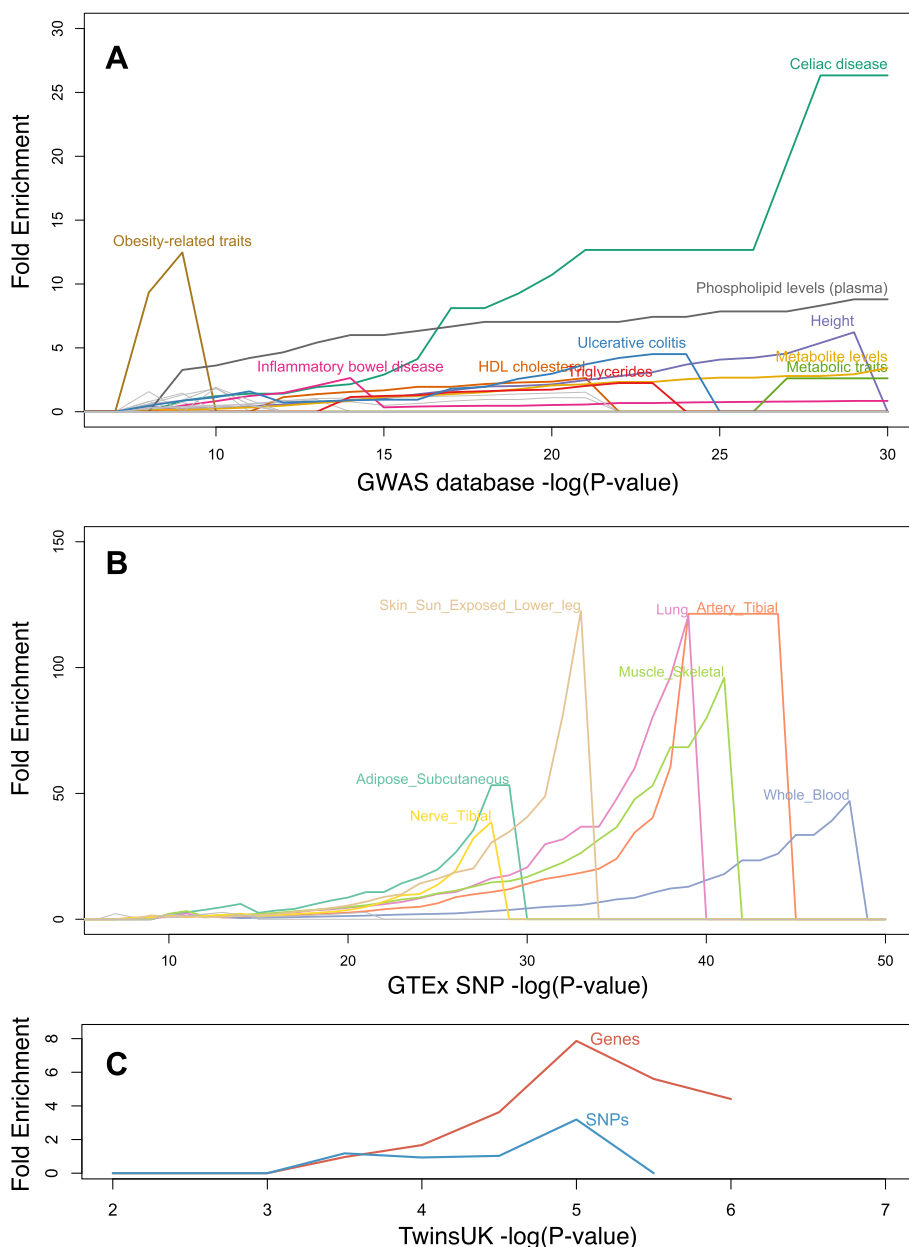 A
Fold Enrichment
30
25
20
15
10
5
0
Celiac disease
Obesity-related traits
Phospholipid levels (plasma)
Height
Ulcerative colitis
Metabolite levels
Inflammatory bowel disease
HDL cholesterol
Triglycerides
Metabolic traits
10 15 20 25 30
GWAS database -log(P-value)
B
Fold Enrichment
150
100
50
0
Skin_Sun_Exposed_Lower_leg
Lung
Artery_Tibial
Muscle_Skeletal
Adipose_Subcutaneous
Whole_Blood
Nerve_Tibial
10 20 30 40 50
GTEx SNP -log(P-value)
C
Fold Enrichment
8
6
4
2
0
Genes
SNPs
2 3 4 5 6 7
TwinsUK -log(P-value)